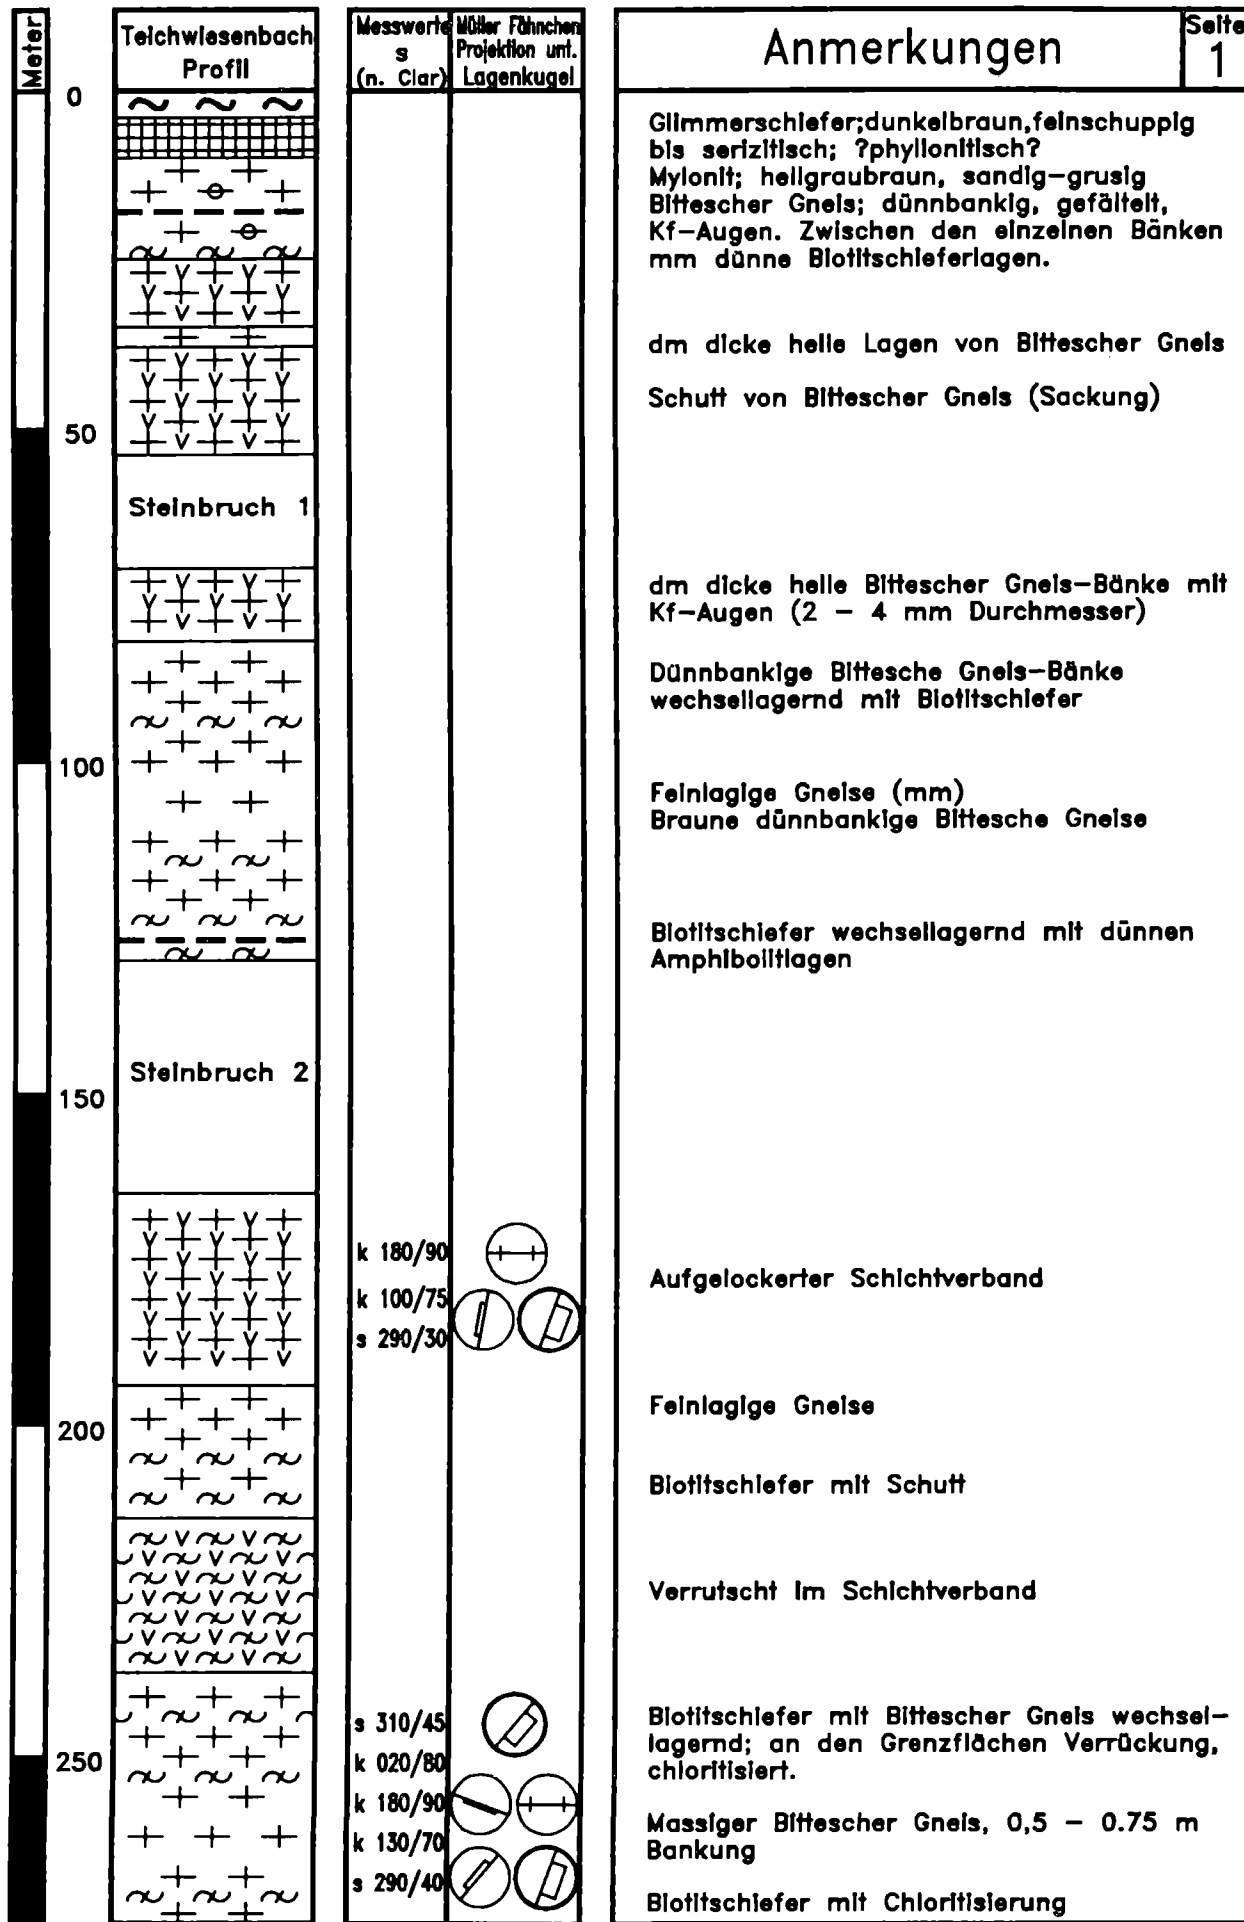 Meter
Teichwiesenbach
Profil
Messwerte
s
(n. Clar)
Müller Fähnchen
Projektion unt.
Lagenkugel
Anmerkungen
Seite
1
0
Glimmerschiefer;dunkelbraun,feinschuppig
bis serizitisch; ?phyllonitisch?
Mylonit; hellgraubraun, sandig-grusig
Bittescher Gneis; dünnbankig, gefältelt,
Kf-Augen. Zwischen den einzelnen Bänken
mm dünne Biotitschieferlagen.
dm dicke helle Lagen von Bittescher Gneis
Schutt von Bittescher Gneis (Sackung)
50
Steinbruch 1
dm dicke helle Bittescher Gneis-Bänke mit
Kf-Augen (2 - 4 mm Durchmesser)
Dünnbankige Bittesche Gneis-Bänke
wechsellagernd mit Biotitschiefer
100
Feinlagige Gneise (mm)
Braune dünnbankige Bittesche Gneise
Biotitschiefer wechsellagernd mit dünnen
Amphibolitlagen
Steinbruch 2
150
k 180/90
Aufgelockerter Schichtverband
k 100/75
s 290/30
Feinlagige Gneise
200
Biotitschiefer mit Schutt
Verrutscht im Schichtverband
s 310/45
Biotitschiefer mit Bittescher Gneis wechsel-
lagernd; an den Grenzflächen Verrückung,
chloritisiert.
250
k 020/80
k 180/90
Massiger Bittescher Gneis, 0,5 - 0.75 m
Bankung
k 130/70
s 290/40
Biotitschiefer mit Chloritisierung